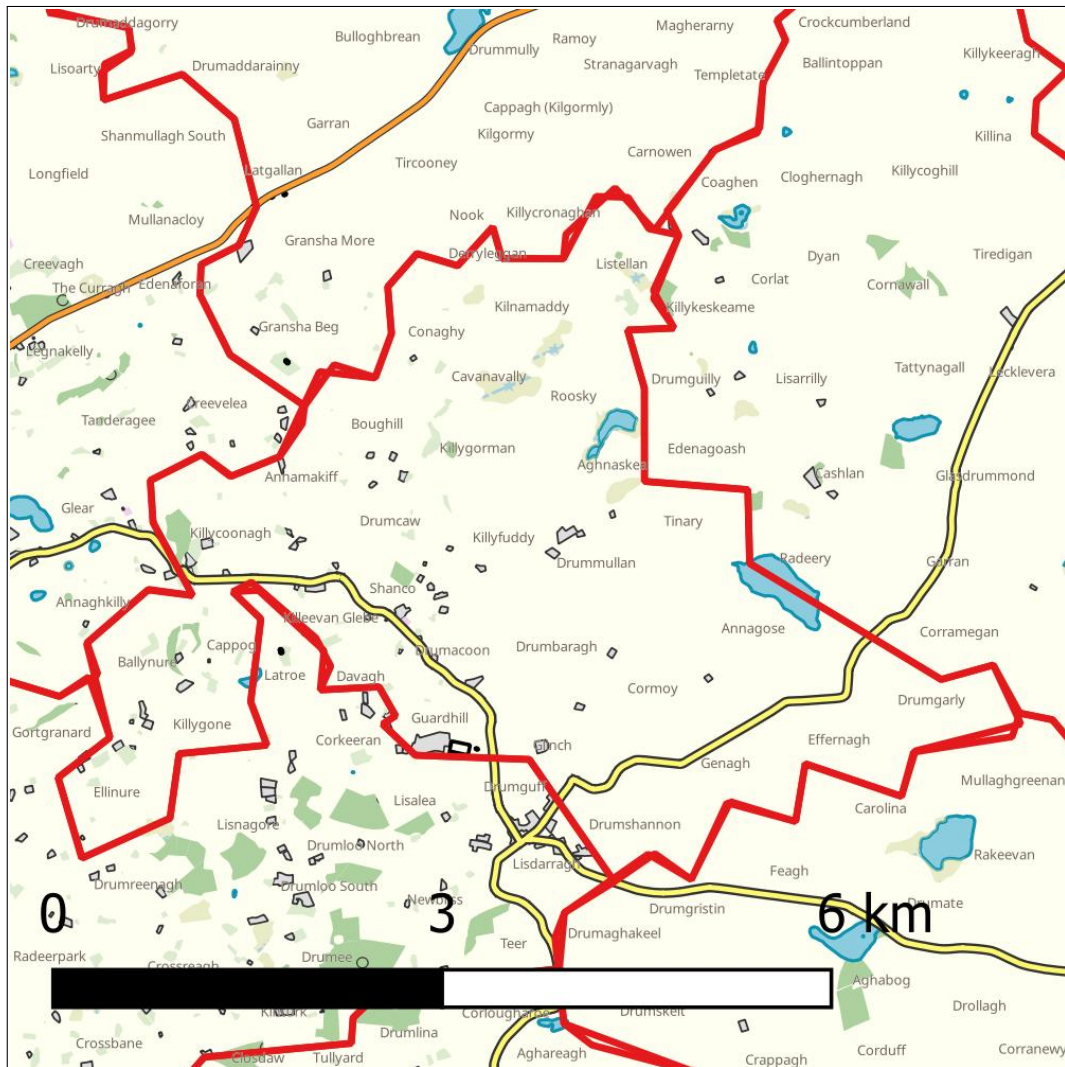 Drumaddagorry
Crockcumberland
Magherarny
Bulloghbrean
Ramoy
Drummully
Killykeeragh
Stranagarvagh
Ballintoppan
Lisoarty
Drumaddarainny
Templetate
Cappagh (Kilgormly)
Garran
Kilgormy
Shanmullagh South
Killina
Carnowen
Tircooney
Latgallan
Killycoghill
Longfield
Cloghernagh
Coaghen
Nook
Killycronaghan
Mullanacloy
Gransha More
Derryleggan
Tiredigan
Dyan
Creevagh
Listellan
Corlat
Cornawall
The Curragh
Edenaforan
Kilnamaddy
Killykeskeame
Gransha Beg
Conaghy
Legnakelly
Tattynagall
Lecklevera
Cavanavally
Drumguilly
Lisarrilly
Roosky
Creevelea
Tanderagee
Boughill
Killygorman
Edenagoash
Aghnaskea
Cashlan
Glasdrummond
Annamakiff
Glear
Drumcaw
Tinary
Killycoonagh
Killyfuddy
Drummullan
Radeery
Garran
Shanco
Annaghkilly
Killeevan Glebe
Annagose
Corramegan
Cappog
Drumbaragh
Drumacoon
Ballynure
Latroe
Davagh
Cormoy
Drumgarly
Guardhill
Killygone
Gortgranard
Corkeeran
Glinch
Effernagh
Genagh
Mullaghgreenan
Drumguff
Ellinure
Lisalea
Carolina
Lisnagore
Drumshannon
Drumloo North
Rakeevan
Lisdarragh
Feagh
Drumreenagh
Drumloo South
Newbliss
Drumate
Drumgristin
0
3
6 km
Drumaghakeel
Teer
Radeerpark
Drumee
Crossreagh
Aghabog
Drollagh
Corlougharoe
Drumskelt
Drumlina
Crossbane
Closdaw
Tullyard
Aghareagh
Crappagh
Corduff
Corranewy